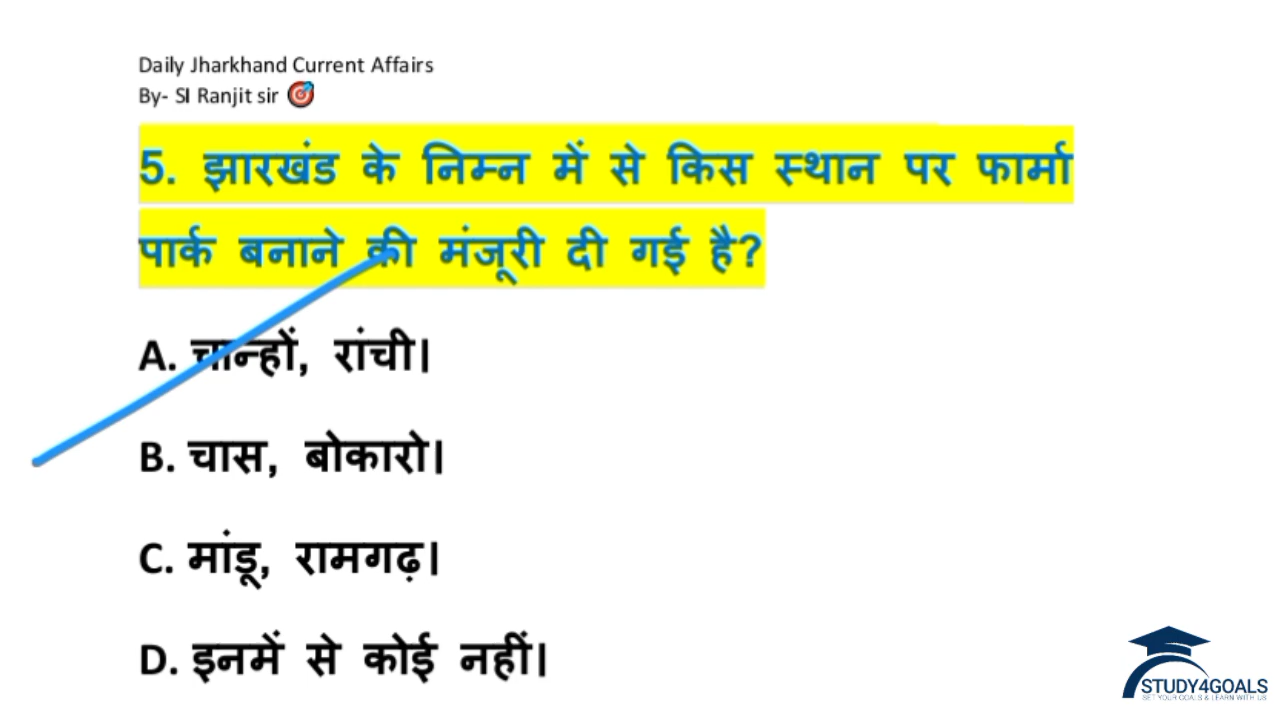 Daily Jharkhand Current Affairs
By- SI Ranjit sir 🎯
5. झारखंड के निम्न में से किस स्थान पर फार्मा
पार्क बनाने की मंजूरी दी गई है?
A. चान्हों, रांची।
B. चास, बोकारो।
C. मांडू, रामगढ़।
D. इनमें से कोई नहीं।
STUDY4GOALS
SET YOUR GOALS & LEARN WITH US